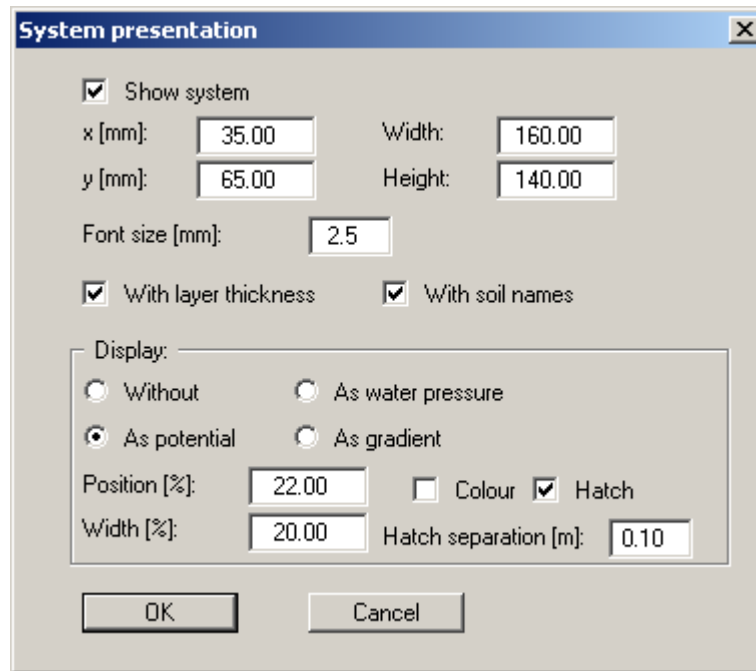 System presentation
Show system
x [mm]: 35.00 Width: 160.00
y [mm]: 65.00 Height: 140.00
Font size [mm]: 2.5
With layer thickness With soil names
Display:
Without As water pressure
As potential As gradient
Position [%]: 22.00 Colour Hatch
Width [%]: 20.00 Hatch separation [m]: 0.10
OK Cancel